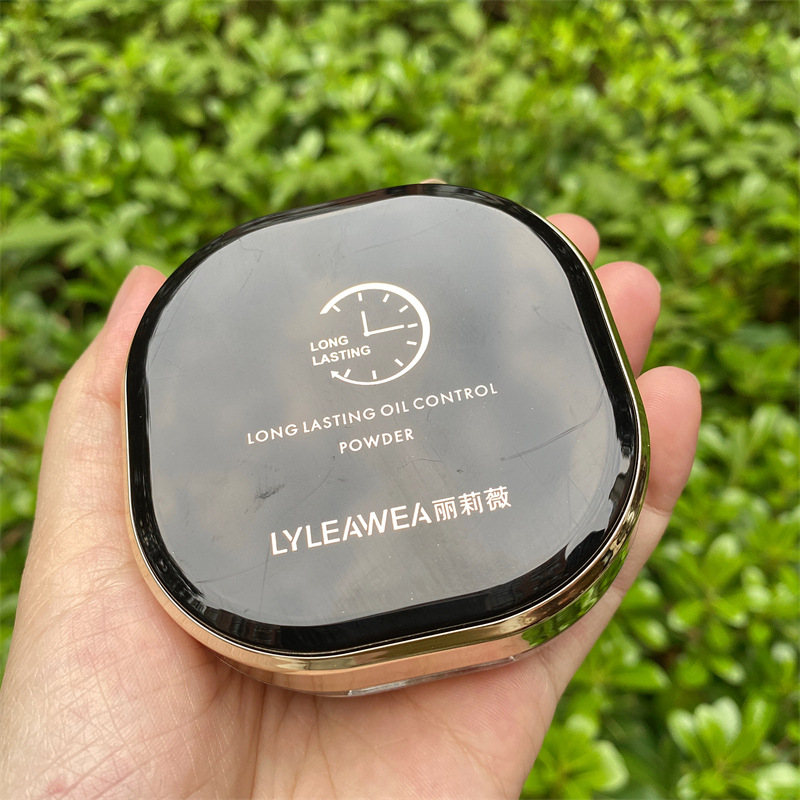 LONG
LASTING
LONG LASTING OIL CONTROL
POWDER
LYLEAWEA丽莉薇